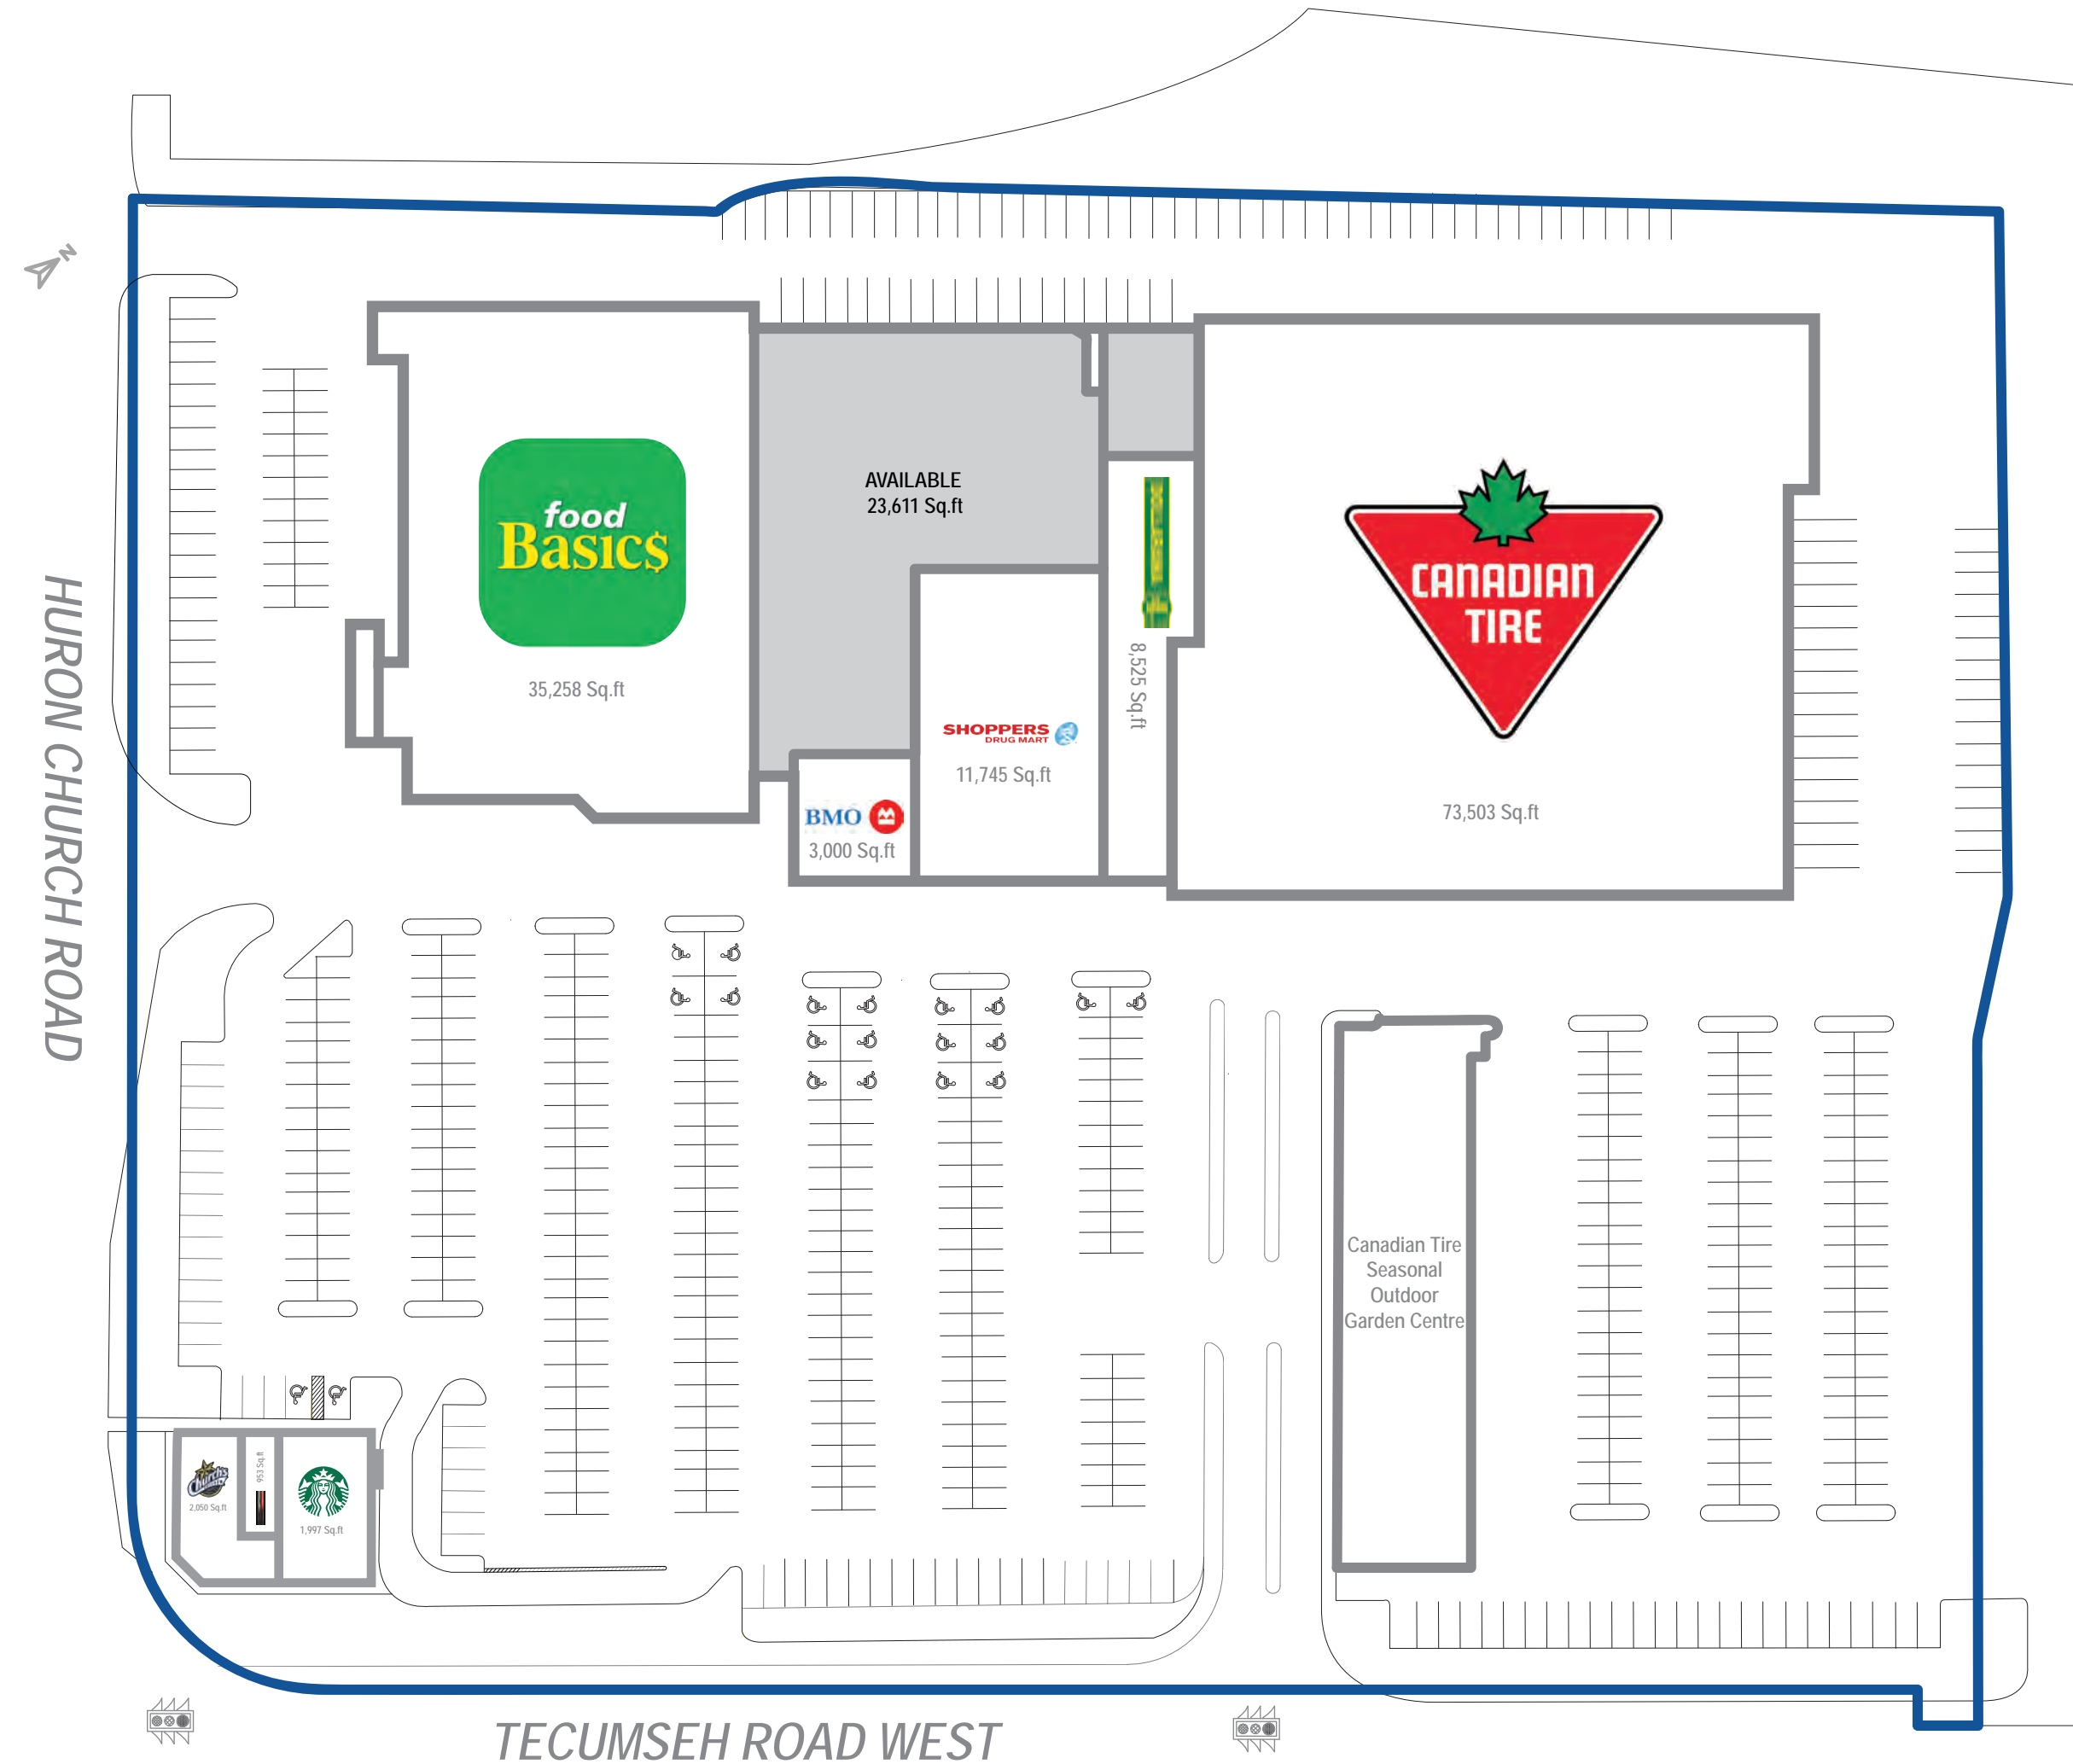 N
HURON CHURCH ROAD
food
Basic$
35,258 Sq.ft
AVAILABLE
23,611 Sq.ft
SHOPPERS
DRUG MART
11,745 Sq.ft
BMO
3,000 Sq.ft
8,525 Sq.ft
CANADIAN
TIRE
73,503 Sq.ft
Canadian Tire
Seasonal
Outdoor
Garden Centre
Church's
2,050 Sq.ft
953 Sq.ft
1,997 Sq.ft
TECUMSEH ROAD WEST